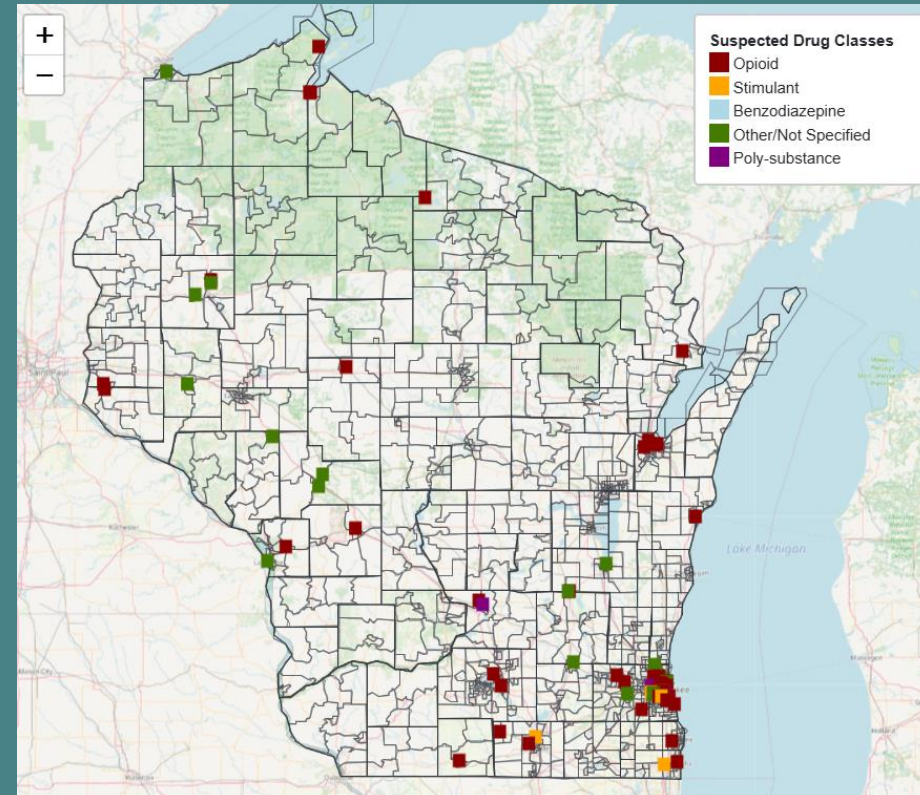 +
−
Suspected Drug Classes
Opioid
Stimulant
Benzodiazepine
Other/Not Specified
Poly-substance
Lake Michigan